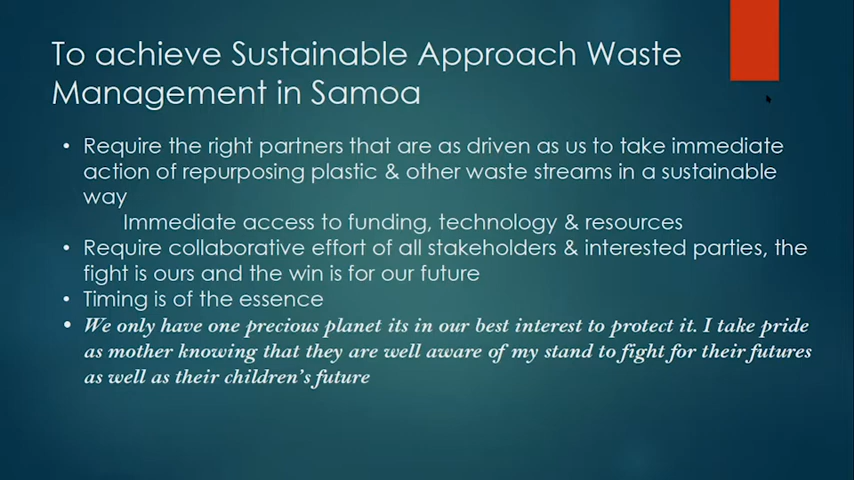 To achieve Sustainable Approach Waste
Management in Samoa
• Require the right partners that are as driven as us to take immediate
action of repurposing plastic & other waste streams in a sustainable
way
Immediate access to funding, technology & resources
• Require collaborative effort of all stakeholders & interested parties, the
fight is ours and the win is for our future
• Timing is of the essence
• We only have one precious planet its in our best interest to protect it. I take pride
as mother knowing that they are well aware of my stand to fight for their futures
as well as their children's future